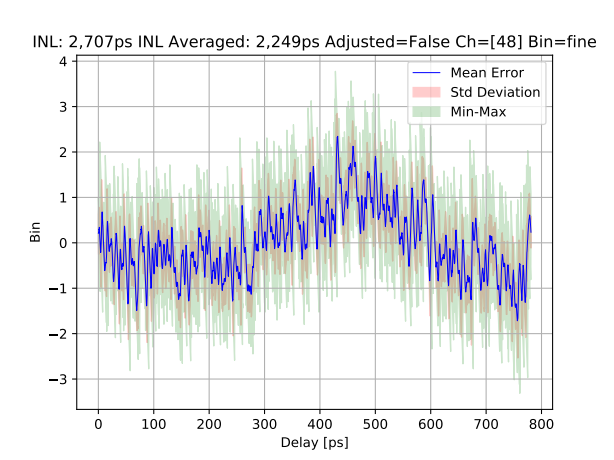 INL: 2,707ps INL Averaged: 2,249ps Adjusted=False Ch=[48] Bin=fine
Mean Error
Std Deviation
Min-Max
4
3
2
1
0
−1
−2
−3
Bin
0
100
200
300
400
500
600
700
800
Delay [ps]